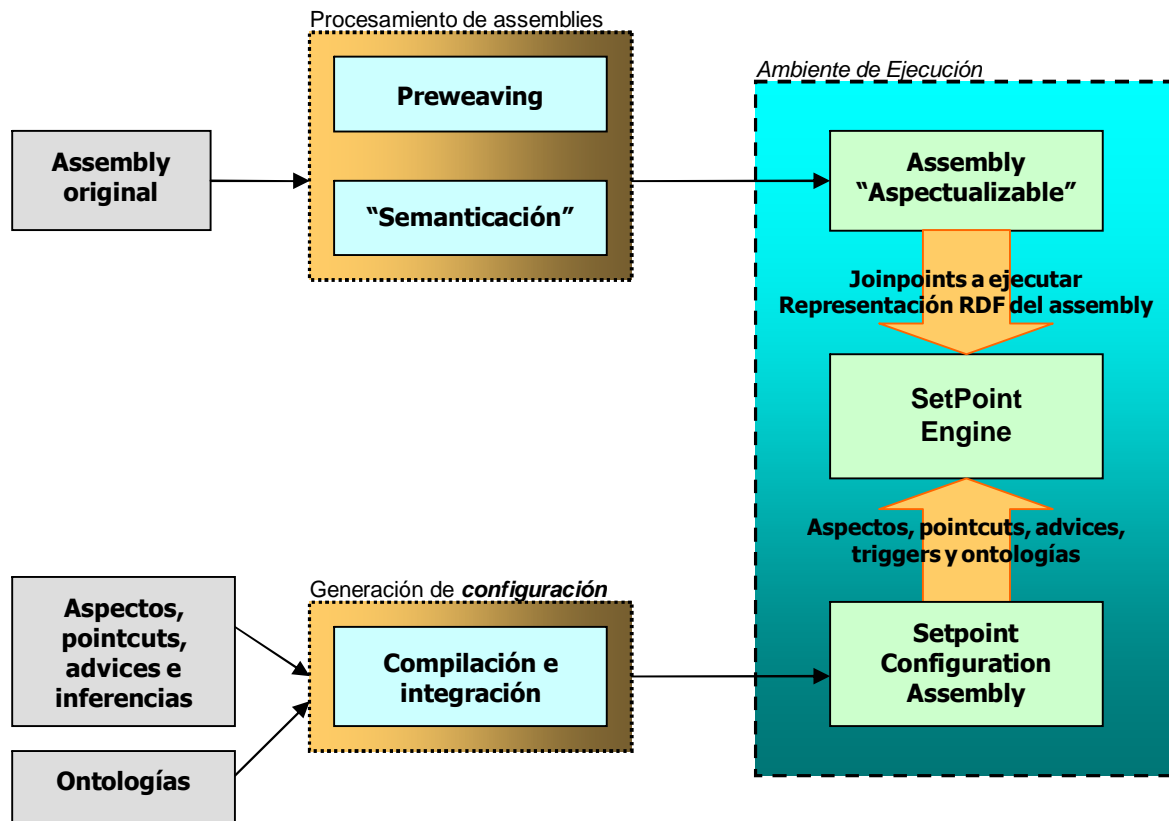 Procesamiento de assemblies
Preweaving
“Semanticación”
Assembly
original
Ambiente de Ejecución
Assembly
“Aspectualizable”
Joinpoints a ejecutar
Representación RDF del assembly
SetPoint
Engine
Aspectos, pointcuts, advices,
triggers y ontologías
Setpoint
Configuration
Assembly
Generación de configuración
Compilación e
integración
Aspectos,
pointcuts,
advices e
inferencias
Ontologías